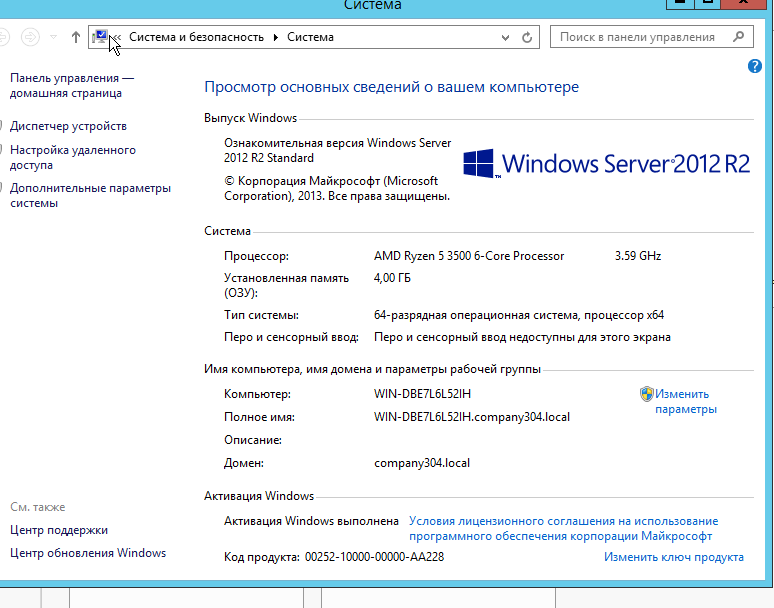 Система
Система и безопасность
Система
Поиск в панели управления
Панель управления —
домашняя страница
Диспетчер устройств
Настройка удаленного
доступа
Дополнительные параметры
системы
Просмотр основных сведений о вашем компьютере
Выпуск Windows
Ознакомительная версия Windows Server
2012 R2 Standard
© Корпорация Майкрософт (Microsoft
Corporation), 2013. Все права защищены.
Windows Server 2012 R2
Система
Процессор: AMD Ryzen 5 3500 6-Core Processor 3.59 GHz
Установленная память 4,00 ГБ
(ОЗУ):
Тип системы: 64-разрядная операционная система, процессор x64
Перо и сенсорный ввод: Перо и сенсорный ввод недоступны для этого экрана
Имя компьютера, имя домена и параметры рабочей группы
Компьютер: WIN-DBE7L6L52IH
Изменить
параметры
Полное имя: WIN-DBE7L6L52IH.company304.local
Описание:
Домен: company304.local
Активация Windows
Активация Windows выполнена Условия лицензионного соглашения на использование
программного обеспечения корпорации Майкрософт
Код продукта: 00252-10000-00000-AA228 Изменить ключ продукта
См. также
Центр поддержки
Центр обновления Windows